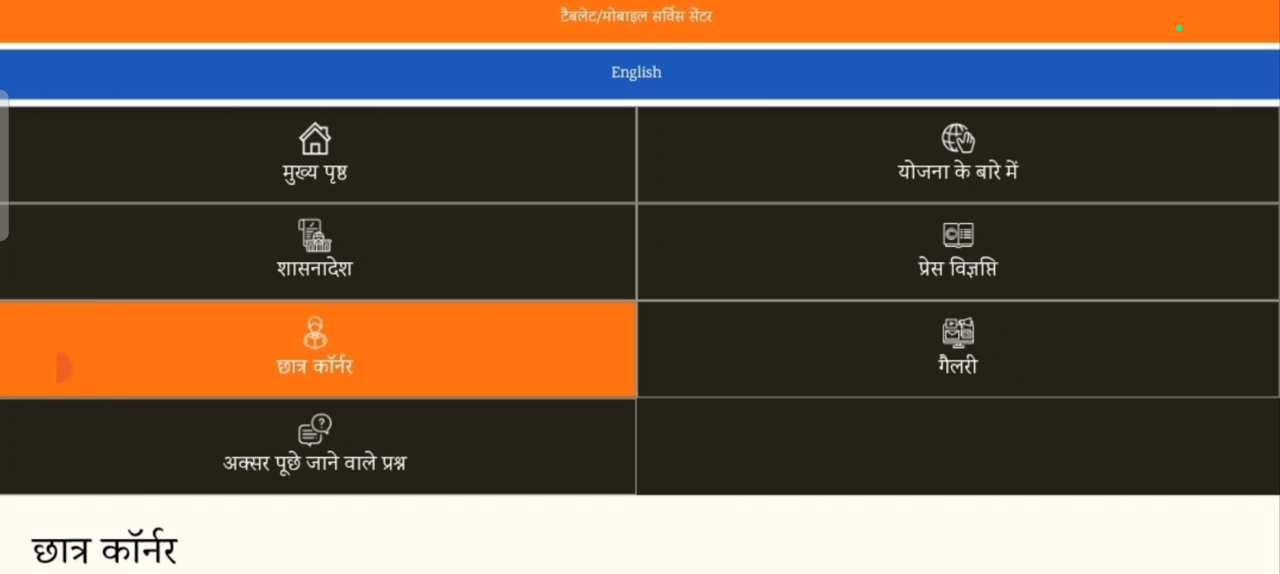 टैबलेट/मोबाइल सर्विस सेंटर
English
मुख्य पृष्ठ
योजना के बारे में
शासनादेश
प्रेस विज्ञप्ति
छात्र कॉर्नर
गैलरी
अक्सर पूछे जाने वाले प्रश्न
छात्र कॉर्नर